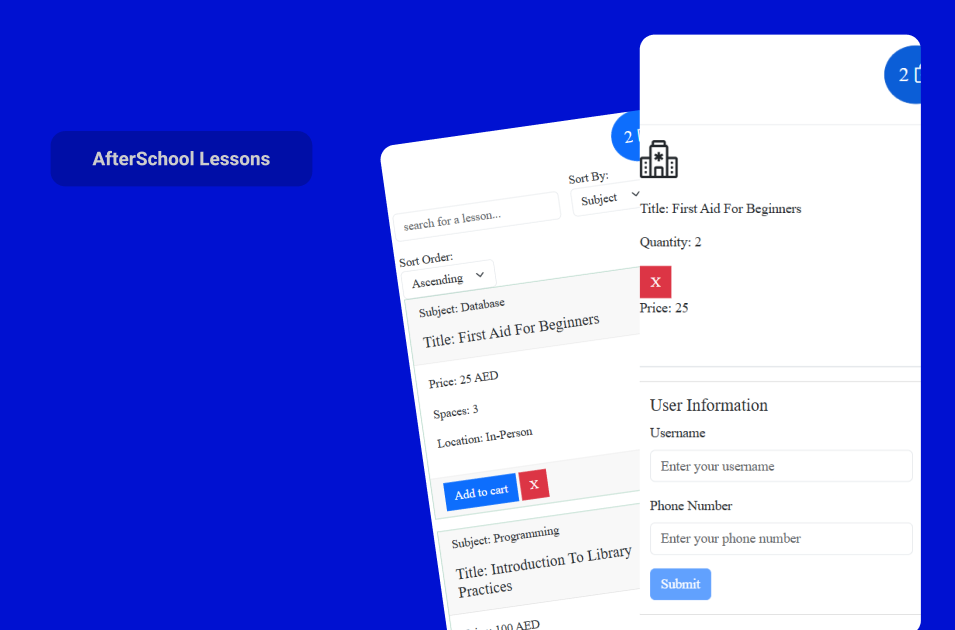 AfterSchool Lessons
2
search for a lesson...
Sort By:
Subject
Sort Order:
Ascending
Subject: Database
Title: First Aid For Beginners
Price: 25 AED
Spaces: 3
Location: In-Person
Add to cart
X
Subject: Programming
Title: Introduction To Library
Practices
100 AED
2
Title: First Aid For Beginners
Quantity: 2
X
Price: 25
User Information
Username
Enter your username
Phone Number
Enter your phone number
Submit